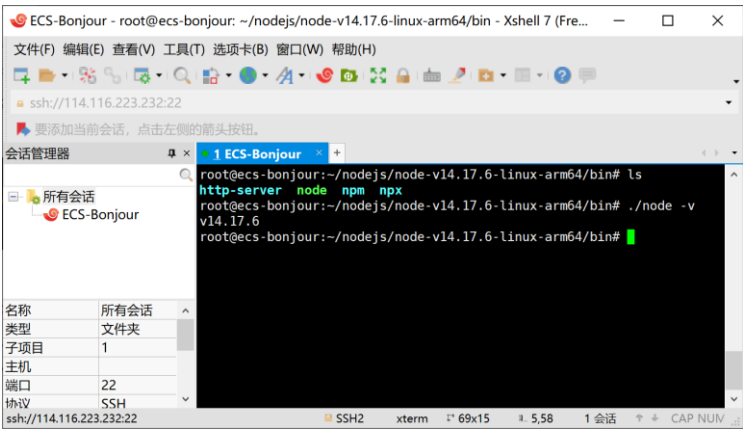 ECS-Bonjour - root@ecs-bonjour: ~/nodejs/node-v14.17.6-linux-arm64/bin - Xshell 7 (Fre...
文件(F) 编辑(E) 查看(V) 工具(T) 选项卡(B) 窗口(W) 帮助(H)
ssh://114.116.223.232:22
要添加当前会话，点击左侧的箭头按钮。
会话管理器
1 ECS-Bonjour
所有会话
ECS-Bonjour
root@ecs-bonjour:~/nodejs/node-v14.17.6-linux-arm64/bin# ls
http-server node npm npx
root@ecs-bonjour:~/nodejs/node-v14.17.6-linux-arm64/bin# ./node -v
v14.17.6
root@ecs-bonjour:~/nodejs/node-v14.17.6-linux-arm64/bin#
名称 所有会话
类型 文件夹
子项目 1
主机
端口 22
协议 SSH
ssh://114.116.223.232:22 SSH2 xterm 69x15 5,58 1 会话 CAP NUM